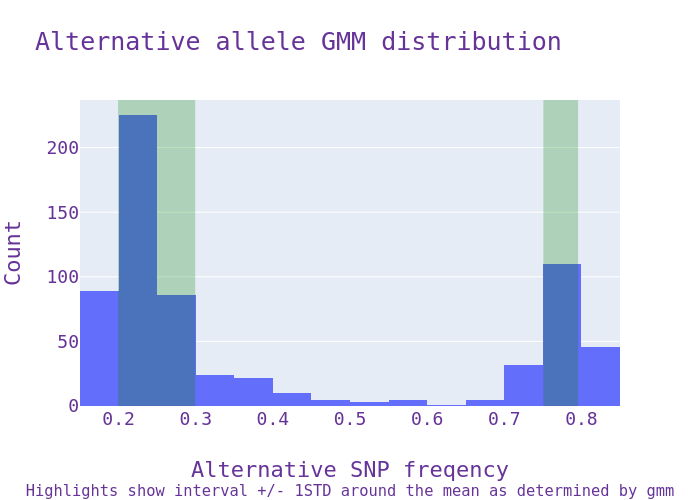 Alternative allele GMM distribution
Count
200
150
100
50
0
0.2 0.3 0.4 0.5 0.6 0.7 0.8
Alternative SNP freqency
Highlights show interval +/- 1STD around the mean as determined by gmm